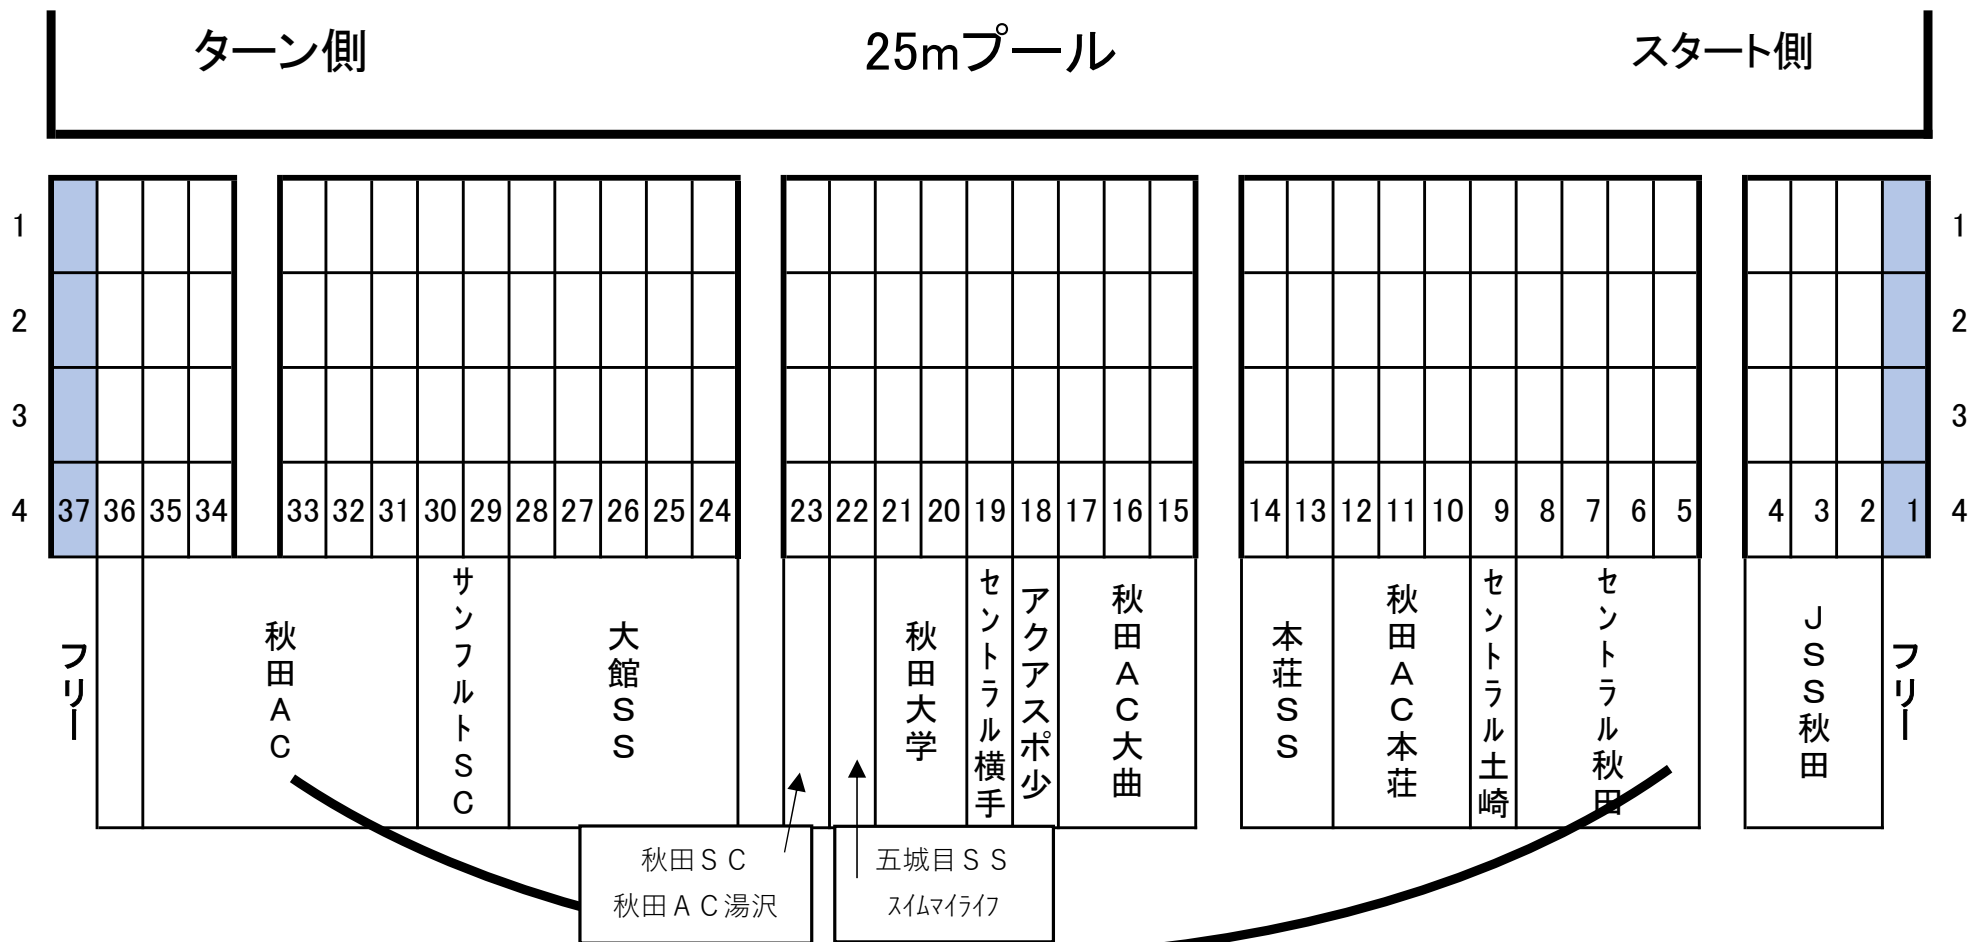 ターン側 25mプール スタート側
1 1
2 2
3 3
4 37 36 35 34 33 32 31 30 29 28 27 26 25 24 23 22 21 20 19 18 17 16 15 14 13 12 11 10 9 8 7 6 5 4 3 2 1 4
フリー
秋田AC
サンフルトSC
大館SS
秋田大学
セントラル横手
アクアスポ少
秋田AC大曲
本荘SS
秋田AC本荘
セントラル土崎
セントラル秋田
JSS秋田
フリー
秋田SC
秋田AC湯沢
五城目SS
スイムマイライフ